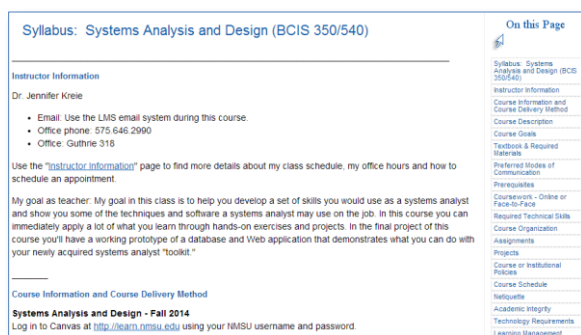 Syllabus: Systems Analysis and Design (BCIS 350/540)
Instructor Information
Dr. Jennifer Kreie
Email: Use the LMS email system during this course.
Office phone: 575.646.2990
Office: Guthrie 318
Use the "Instructor Information" page to find more details about my class schedule, my office hours and how to
schedule an appointment.
My goal as teacher: My goal in this class is to help you develop a set of skills you would use as a systems analyst
and show you some of the techniques and software a systems analyst may use on the job. In this course you can
immediately apply a lot of what you learn through hands-on exercises and projects. In the final project of this
course you'll have a working prototype of a database and Web application that demonstrates what you can do with
your newly acquired systems analyst "toolkit."
Course Information and Course Delivery Method
Systems Analysis and Design - Fall 2014
Log in to Canvas at http://learn.nmsu.edu using your NMSU username and password.
On this Page
Syllabus: Systems
Analysis and Design (BCIS
350/540)
Instructor Information
Course Information and
Course Delivery Method
Course Description
Course Goals
Textbook & Required
Materials
Preferred Modes of
Communication
Prerequisites
Coursework - Online or
Face-to-Face
Required Technical Skills
Course Organization
Assignments
Projects
Course or Institutional
Policies
Course Schedule
Netiquette
Academic Integrity
Technology Requirements
Learning Management